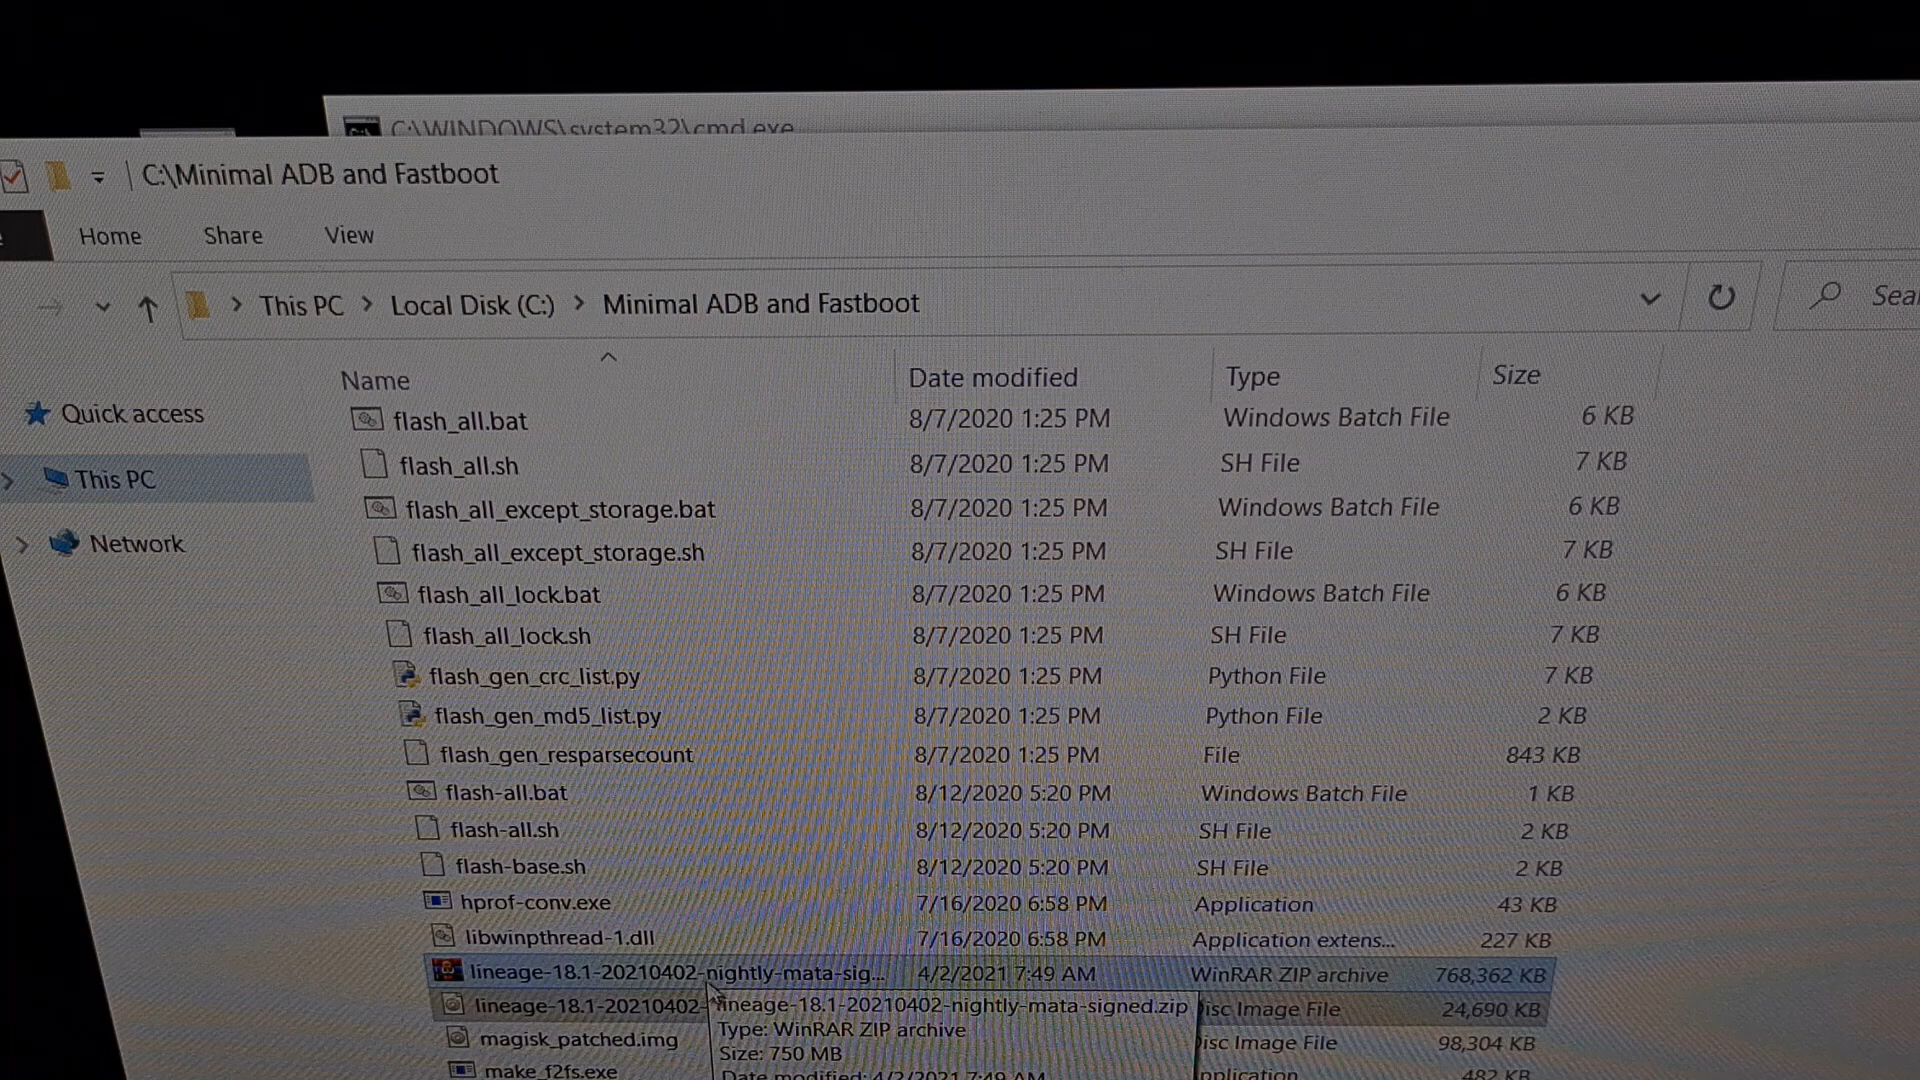 C:\WINDOWS\system32\cmd.exe
C:\Minimal ADB and Fastboot
Home Share View
This PC Local Disk (C:) Minimal ADB and Fastboot
Name Date modified Type Size
Quick access
This PC
Network
flash_all.bat 8/7/2020 1:25 PM Windows Batch File 6 KB
flash_all.sh 8/7/2020 1:25 PM SH File 7 KB
flash_all_except_storage.bat 8/7/2020 1:25 PM Windows Batch File 6 KB
flash_all_except_storage.sh 8/7/2020 1:25 PM SH File 7 KB
flash_all_lock.bat 8/7/2020 1:25 PM Windows Batch File 6 KB
flash_all_lock.sh 8/7/2020 1:25 PM SH File 7 KB
flash_gen_crc_list.py 8/7/2020 1:25 PM Python File 7 KB
flash_gen_md5_list.py 8/7/2020 1:25 PM Python File 2 KB
flash_gen_resparsecount 8/7/2020 1:25 PM File 843 KB
flash-all.bat 8/12/2020 5:20 PM Windows Batch File 1 KB
flash-all.sh 8/12/2020 5:20 PM SH File 2 KB
flash-base.sh 8/12/2020 5:20 PM SH File 2 KB
hprof-conv.exe 7/16/2020 6:58 PM Application 43 KB
libwinpthread-1.dll 7/16/2020 6:58 PM Application extens... 227 KB
lineage-18.1-20210402-nightly-mata-sig... 4/2/2021 7:49 AM WinRAR ZIP archive 768,362 KB
lineage-18.1-20210402- isc Image File 24,690 KB
magisk_patched.img isc Image File 98,304 KB
make_f2fs.exe pplication 482 KB
lineage-18.1-20210402-nightly-mata-signed.zip
Type: WinRAR ZIP archive
Size: 750 MB
Date modified: 4/2/2021 7:49 AM